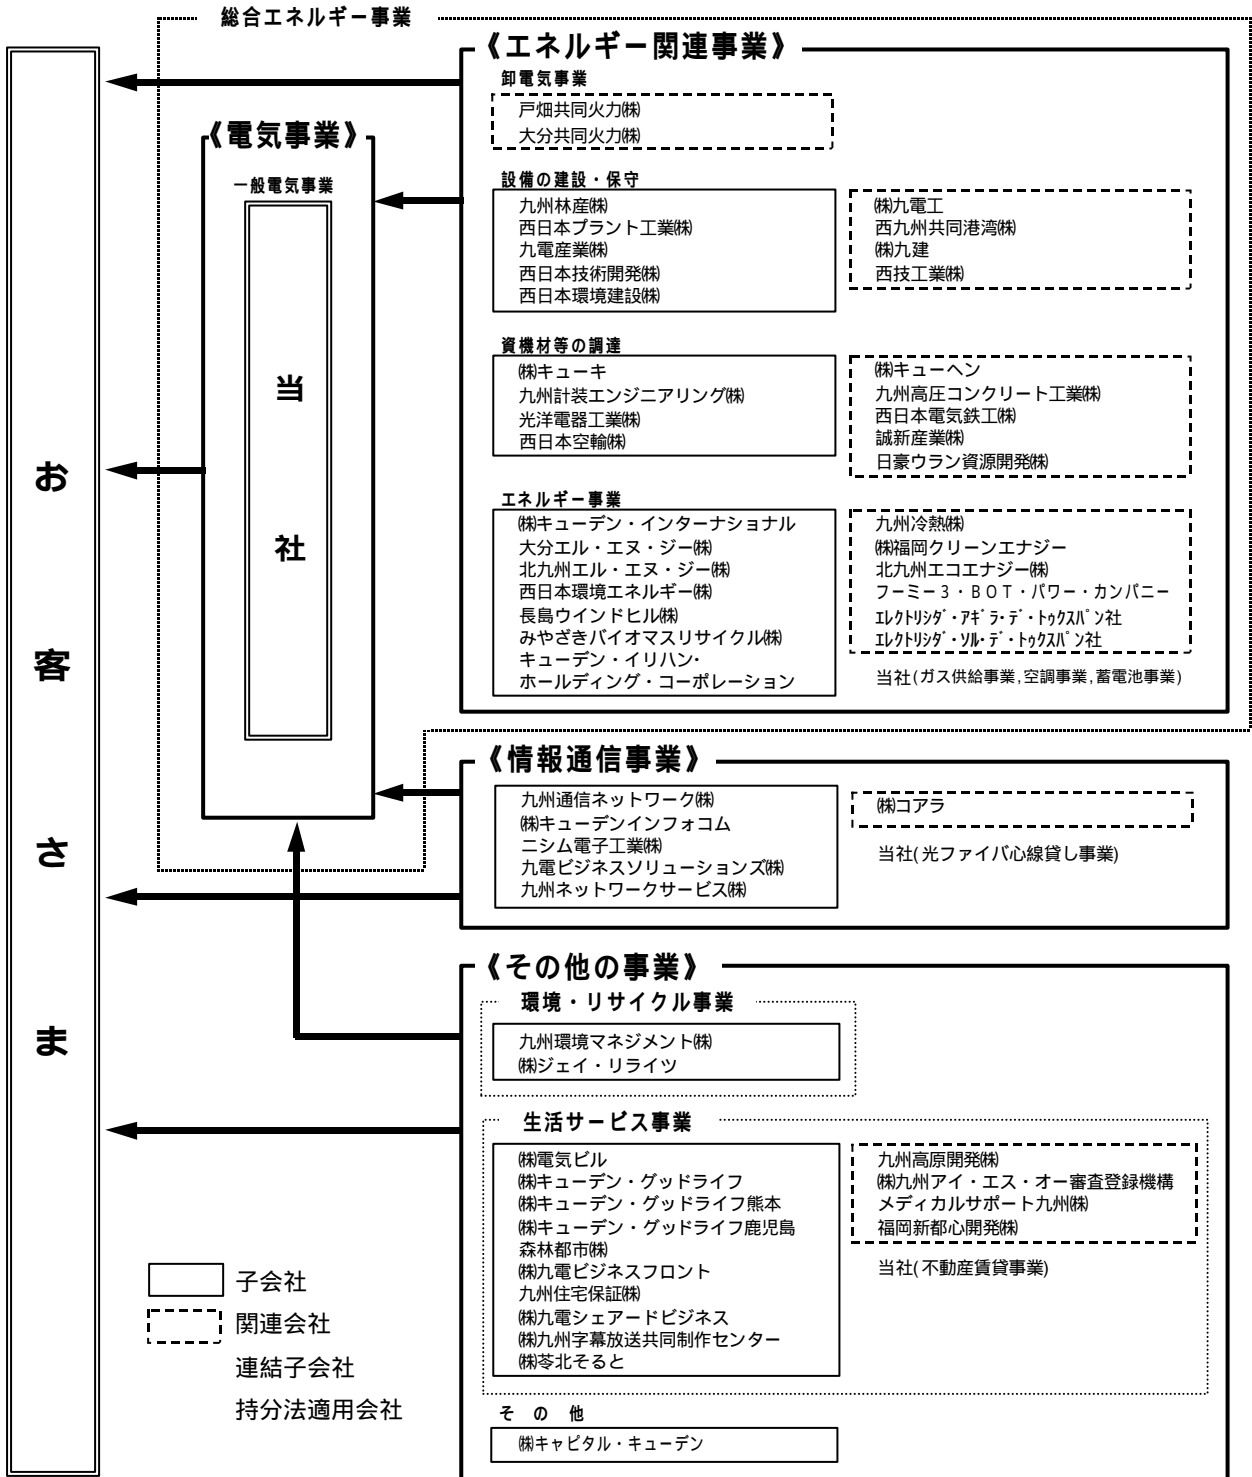 総合エネルギー事業
《エネルギー関連事業》
卸電気事業
戸畑共同火力㈱
大分共同火力㈱
《電気事業》
一般電気事業
当
社
設備の建設・保守
九州林産㈱
西日本プラント工業㈱
九電産業㈱
西日本技術開発㈱
西日本環境建設㈱
㈱九電工
西九州共同港湾㈱
㈱九建
西技工業㈱
資機材等の調達
㈱キューキ
九州計装エンジニアリング㈱
光洋電器工業㈱
西日本空輸㈱
㈱キューヘン
九州高圧コンクリート工業㈱
西日本電気鉄工㈱
誠新産業㈱
日豪ウラン資源開発㈱
エネルギー事業
㈱キューデン・インターナショナル
大分エル・エヌ・ジー㈱
北九州エル・エヌ・ジー㈱
西日本環境エネルギー㈱
長島ウインドヒル㈱
みやざきバイオマスリサイクル㈱
キューデン・イリハン・
ホールディング・コーポレーション
九州冷熱㈱
㈱福岡クリーンエナジー
北九州エコエナジー㈱
フーミー３・ＢＯＴ・パワー・カンパニー
ｴﾚｸﾄﾘｼﾀﾞ・ｱｷﾞﾗ・ﾃﾞ・ﾄｩｸｽﾊﾟﾝ社
ｴﾚｸﾄﾘｼﾀﾞ・ｿﾙ・ﾃﾞ・ﾄｩｸｽﾊﾟﾝ社
当社(ガス供給事業,空調事業,蓄電池事業)
お
客
さ
ま
《情報通信事業》
九州通信ネットワーク㈱
㈱キューデンインフォコム
ニシム電子工業㈱
九電ビジネスソリューションズ㈱
九州ネットワークサービス㈱
㈱コアラ
当社(光ファイバ心線貸し事業)
《その他の事業》
環境・リサイクル事業
九州環境マネジメント㈱
㈱ジェイ・リライツ
生活サービス事業
㈱電気ビル
㈱キューデン・グッドライフ
㈱キューデン・グッドライフ熊本
㈱キューデン・グッドライフ鹿児島
森林都市㈱
㈱九電ビジネスフロント
九州住宅保証㈱
㈱九電シェアードビジネス
㈱九州字幕放送共同制作センター
㈱苓北そると
九州高原開発㈱
㈱九州アイ・エス・オー審査登録機構
メディカルサポート九州㈱
福岡新都心開発㈱
当社(不動産賃貸事業)
そ の 他
㈱キャピタル・キューデン
子会社
関連会社
連結子会社
持分法適用会社